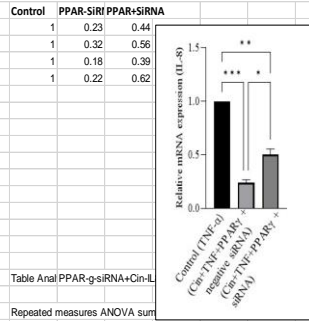 Control PPAR-SiRI PPAR+SiRNA
1 0.23 0.44
1 0.32 0.56
1 0.18 0.39
1 0.22 0.62
Relative mRNA expression (IL-8)
1.5
1.0
0.5
0.0
**
*** *
Control (TNF-α)
(Cin+TNF+PPARγ +
negative siRNA)
(Cin+TNF+PPARγ +
siRNA)
Table Anal PPAR-g-siRNA+Cin-IL
Repeated measures ANOVA sum